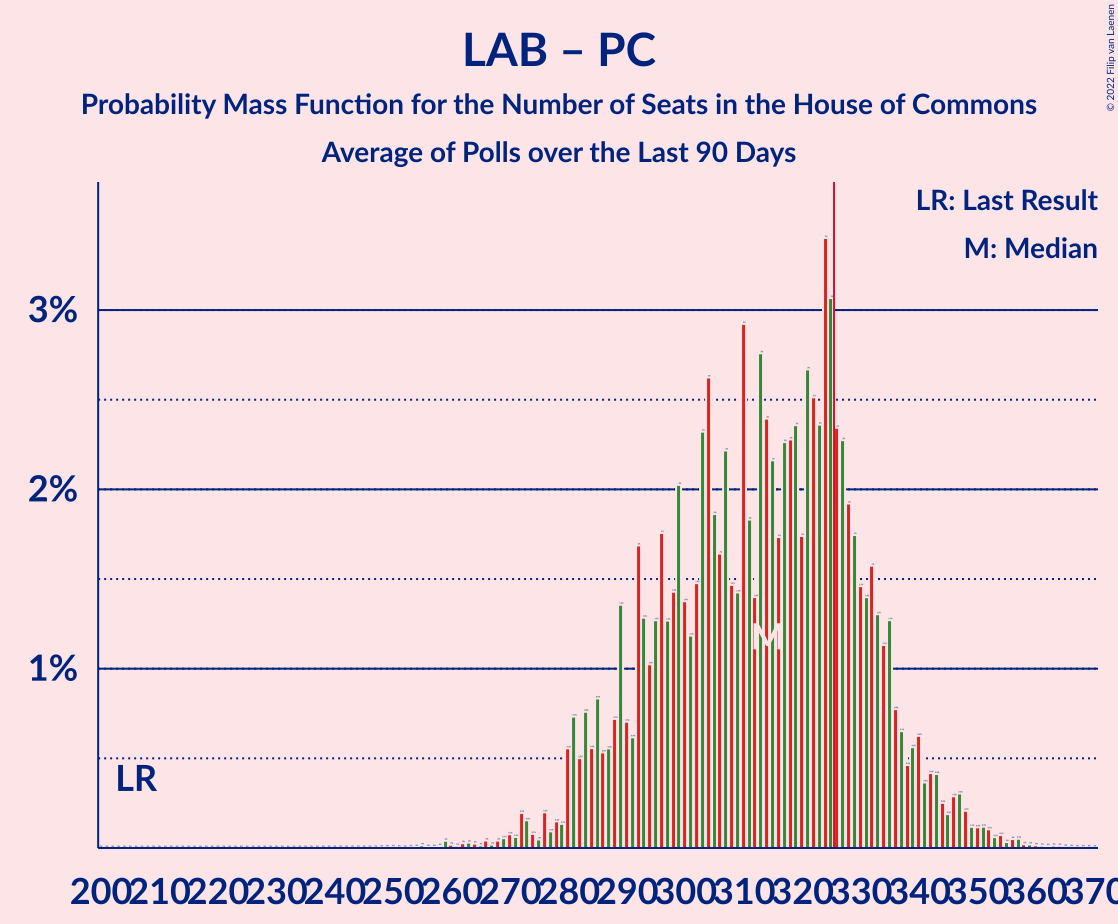 LAB – PC
Probability Mass Function for the Number of Seats in the House of Commons
Average of Polls over the Last 90 Days
© 2022 Filip van Laenen
LR: Last Result
M: Median
3%
2%
1%
LR
M
200 210 220 230 240 250 260 270 280 290 300 310 320 330 340 350 360 370